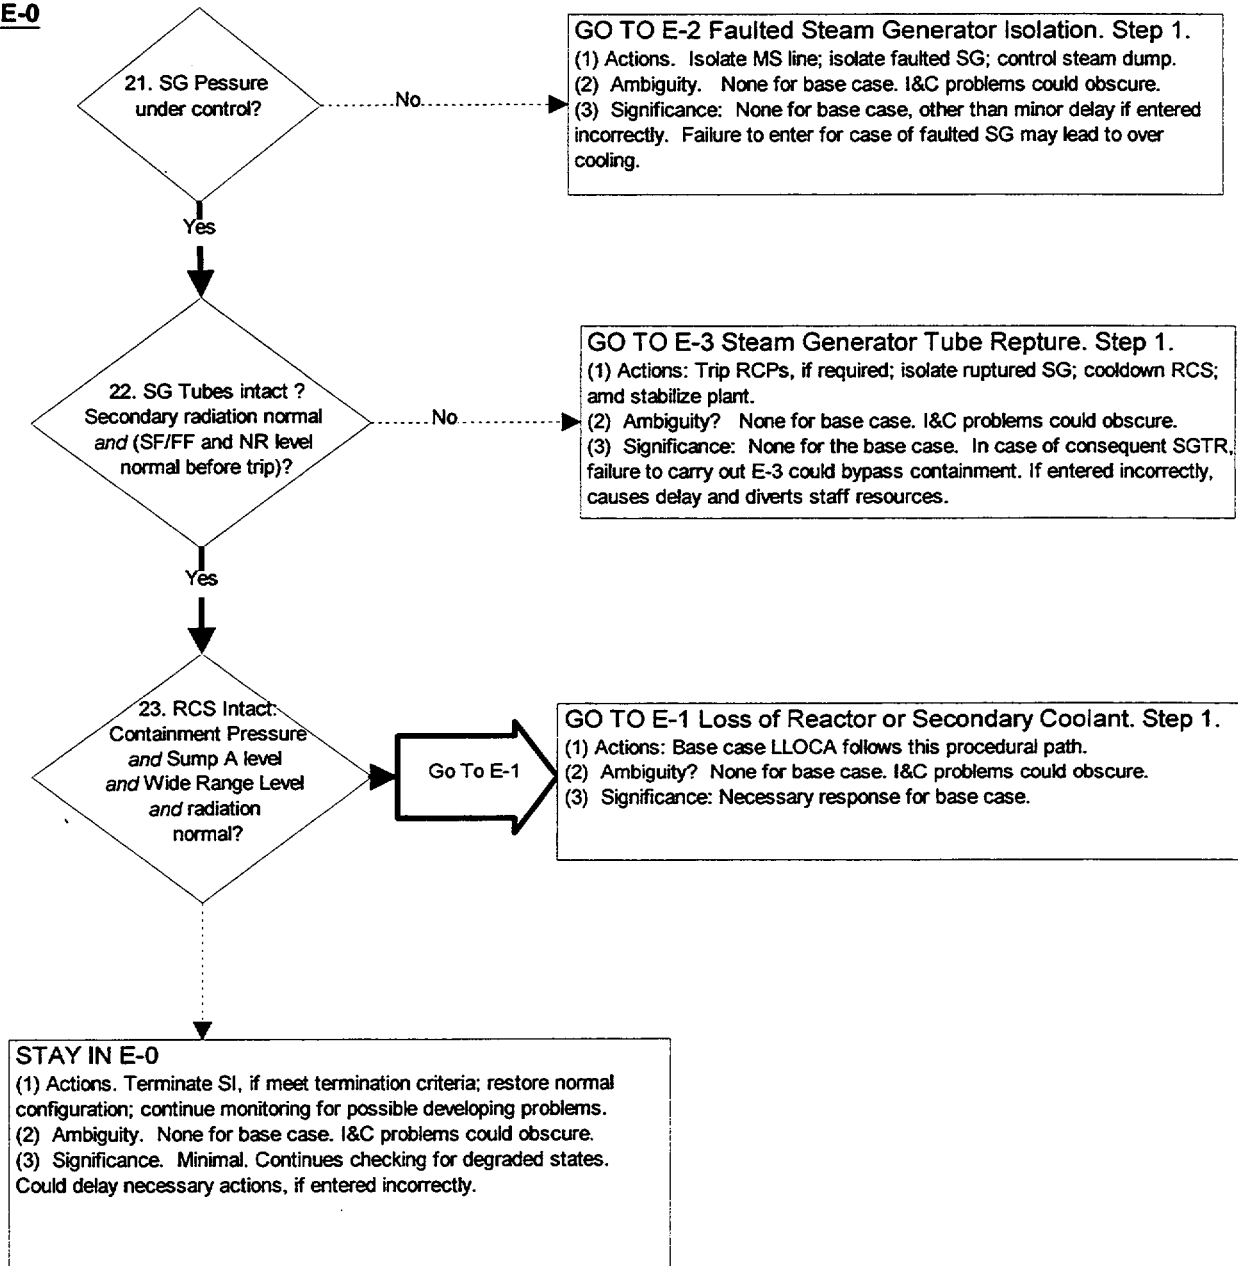 E-0
21. SG Pessure
under control?
No
GO TO E-2 Faulted Steam Generator Isolation. Step 1.
(1) Actions. Isolate MS line; isolate faulted SG; control steam dump.
(2) Ambiguity. None for base case. I&C problems could obscure.
(3) Significance: None for base case, other than minor delay if entered
incorrectly. Failure to enter for case of faulted SG may lead to over
cooling.
Yes
22. SG Tubes intact ?
Secondary radiation normal
and (SF/FF and NR level
normal before trip)?
No
GO TO E-3 Steam Generator Tube Repture. Step 1.
(1) Actions: Trip RCPs, if required; isolate ruptured SG; cooldown RCS;
amd stabilize plant.
(2) Ambiguity? None for base case. I&C problems could obscure.
(3) Significance: None for the base case. In case of consequent SGTR,
failure to carry out E-3 could bypass containment. If entered incorrectly,
causes delay and diverts staff resources.
Yes
23. RCS Intact:
Containment Pressure
and Sump A level
and Wide Range Level
and radiation
normal?
Go To E-1
GO TO E-1 Loss of Reactor or Secondary Coolant. Step 1.
(1) Actions: Base case LLOCA follows this procedural path.
(2) Ambiguity? None for base case. I&C problems could obscure.
(3) Significance: Necessary response for base case.
STAY IN E-0
(1) Actions. Terminate SI, if meet termination criteria; restore normal
configuration; continue monitoring for possible developing problems.
(2) Ambiguity. None for base case. I&C problems could obscure.
(3) Significance. Minimal. Continues checking for degraded states.
Could delay necessary actions, if entered incorrectly.